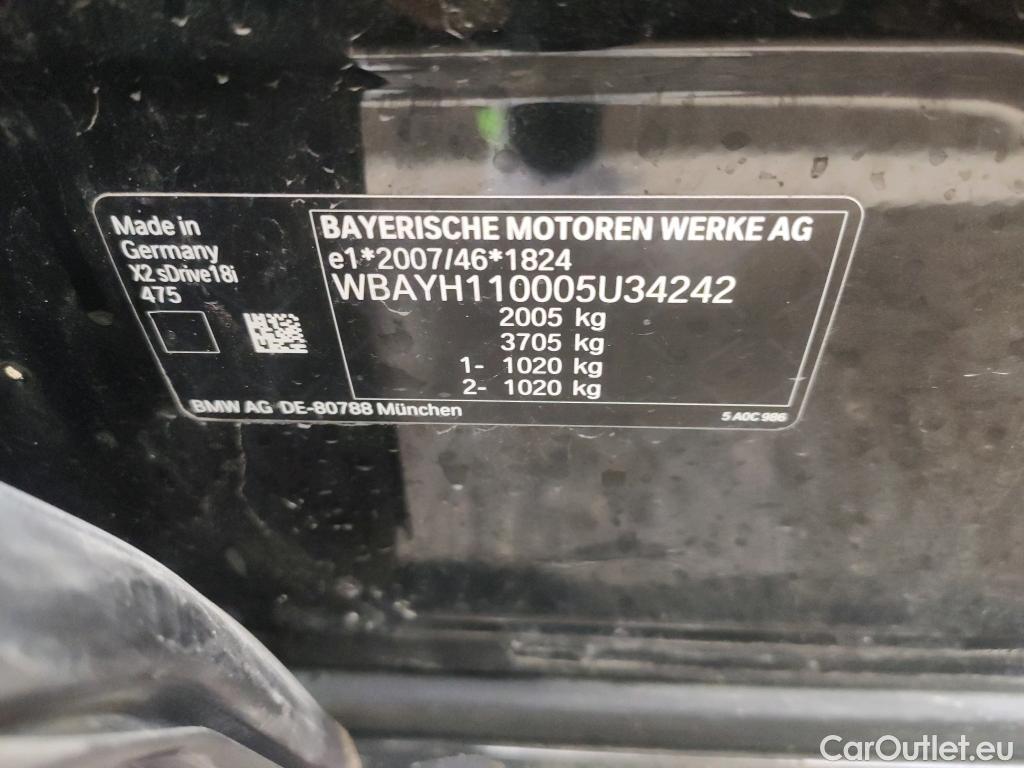 Made in
Germany
X2 sDrive18i
475
BAYERISCHE MOTOREN WERKE AG
e1*2007/46*1824
WBAYH110005U34242
2005 kg
3705 kg
1- 1020 kg
2- 1020 kg
BMW AG DE-80788 München
5 A0C 986
CarOutlet.eu